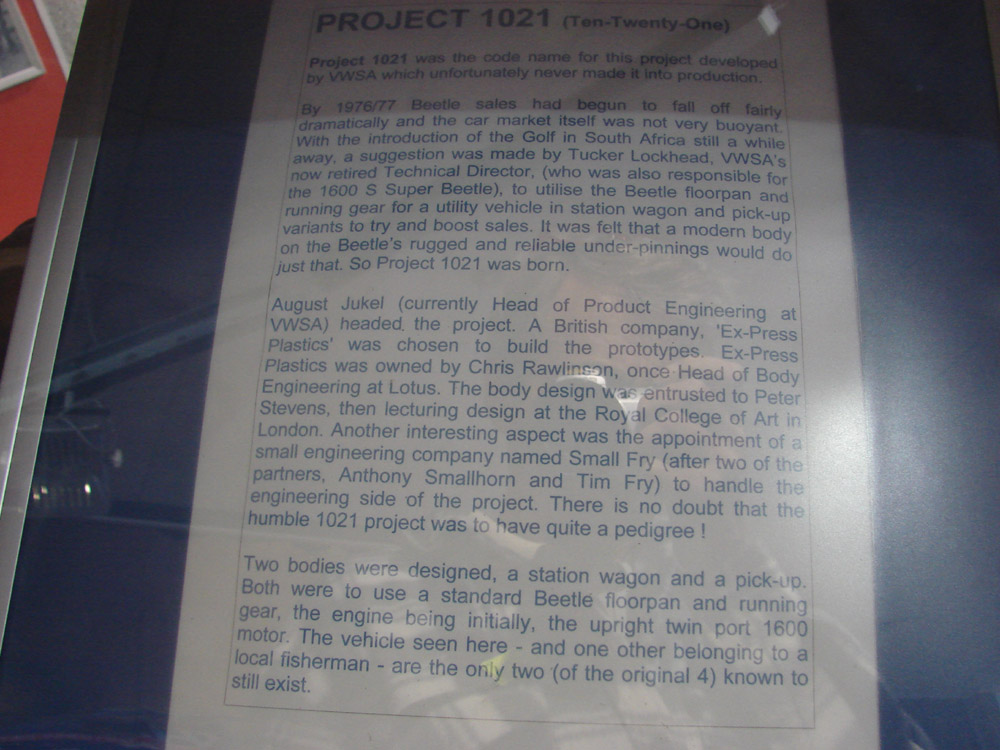 PROJECT 1021 (Ten-Twenty-One)
Project 1021 was the code name for this project developed
by VWSA which unfortunately never made it into production.
By 1976/77 Beetle sales had begun to fall off fairly
dramatically and the car market itself was not very buoyant.
With the introduction of the Golf in South Africa still a while
away, a suggestion was made by Tucker Lockhead, VWSA's
now retired Technical Director, (who was also responsible for
the 1600 S Super Beetle), to utilise the Beetle floorpan and
running gear for a utility vehicle in station wagon and pick-up
variants to try and boost sales. It was felt that a modern body
on the Beetle's rugged and reliable under-pinnings would do
just that. So Project 1021 was born.
August Jukel (currently Head of Product Engineering at
VWSA) headed the project. A British company, 'Ex-Press
Plastics' was chosen to build the prototypes. Ex-Press
Plastics was owned by Chris Rawlinson, once Head of Body
Engineering at Lotus. The body design was entrusted to Peter
Stevens, then lecturing design at the Royal College of Art in
London. Another interesting aspect was the appointment of a
small engineering company named Small Fry (after two of the
partners, Anthony Smallhorn and Tim Fry) to handle the
engineering side of the project. There is no doubt that the
humble 1021 project was to have quite a pedigree !
Two bodies were designed, a station wagon and a pick-up.
Both were to use a standard Beetle floorpan and running
gear, the engine being initially, the upright twin port 1600
motor. The vehicle seen here - and one other belonging to a
local fisherman - are the only two (of the original 4) known to
still exist.